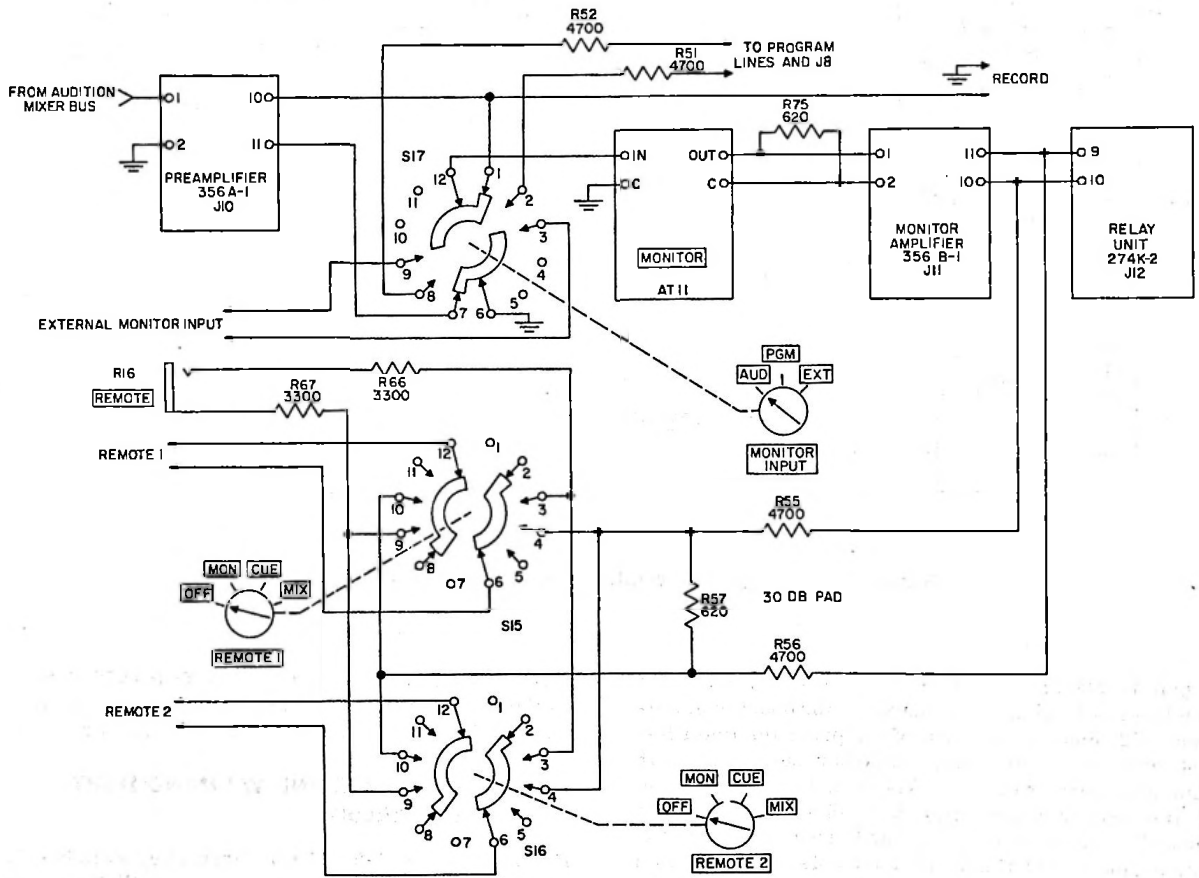 R52
4700
TO PROGRAM
LINES AND J8
R51
4700
RECORD
FROM AUDITION
MIXER BUS
1
10
2
11
PREAMPLIFIER
356A-1
J10
S17
12
1
2
3
4
5
6
7
8
9
10
11
IN
OUT
C
C
MONITOR
AT11
R75
620
1
11
2
10
MONITOR
AMPLIFIER
356 B-1
J11
9
10
RELAY
UNIT
274K-2
J12
EXTERNAL MONITOR INPUT
AUD
PGM
EXT
MONITOR
INPUT
R16
REMOTE
R67
3300
R66
3300
REMOTE 1
12
1
2
3
4
5
6
7
8
9
10
11
S15
R55
4700
R57
620
30 DB PAD
R56
4700
OFF
MON
CUE
MIX
REMOTE 1
REMOTE 2
12
1
2
3
4
5
6
7
8
9
10
11
S16
OFF
MON
CUE
MIX
REMOTE 2